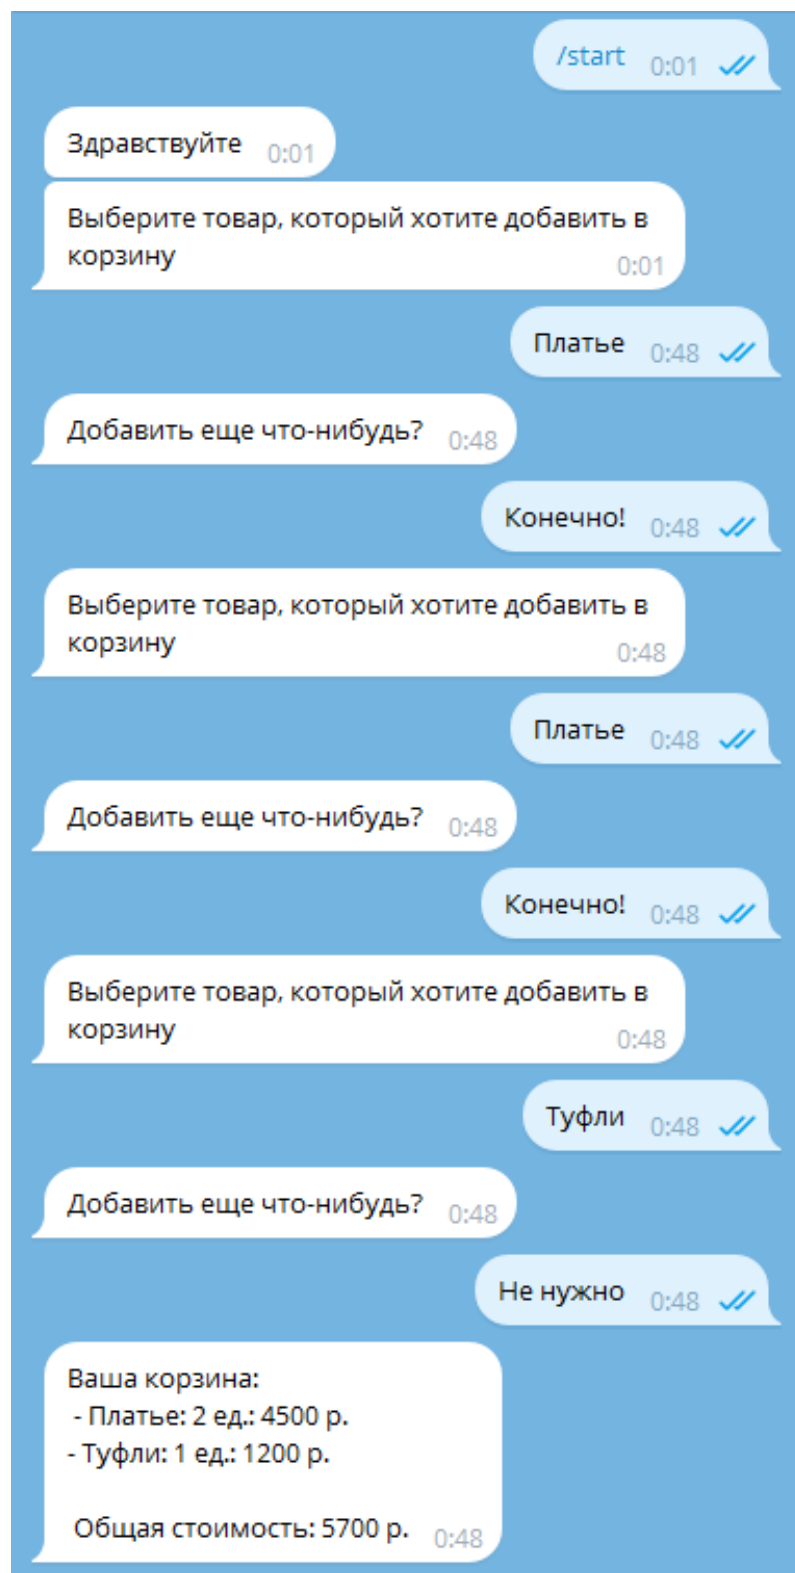 /start 0:01
Здравствуйте 0:01
Выберите товар, который хотите добавить в
корзину 0:01
Платье 0:48
Добавить еще что-нибудь? 0:48
Конечно! 0:48
Выберите товар, который хотите добавить в
корзину 0:48
Платье 0:48
Добавить еще что-нибудь? 0:48
Конечно! 0:48
Выберите товар, который хотите добавить в
корзину 0:48
Туфли 0:48
Добавить еще что-нибудь? 0:48
Не нужно 0:48
Ваша корзина:
- Платье: 2 ед.: 4500 р.
- Туфли: 1 ед.: 1200 р.
Общая стоимость: 5700 р. 0:48